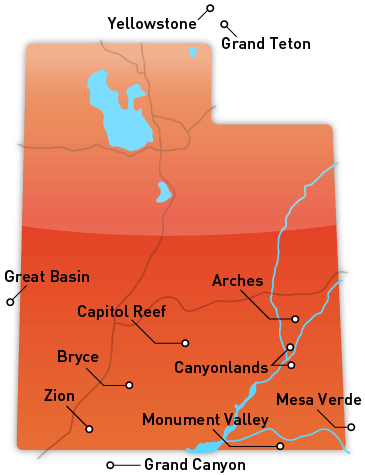 Yellowstone
Grand Teton
Great Basin
Arches
Capitol Reef
Bryce
Canyonlands
Zion
Mesa Verde
Monument Valley
Grand Canyon